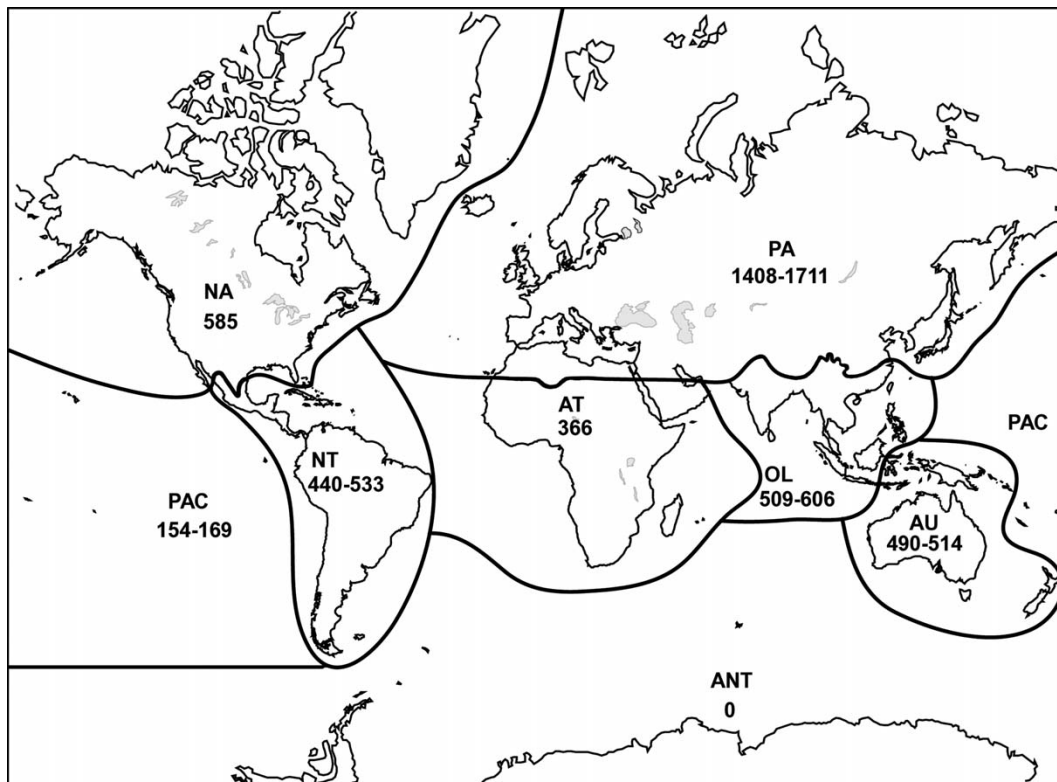 PA
1408-1711
NA
585
AT
366
PAC
NT
440-533
OL
509-606
PAC
154-169
AU
490-514
ANT
0